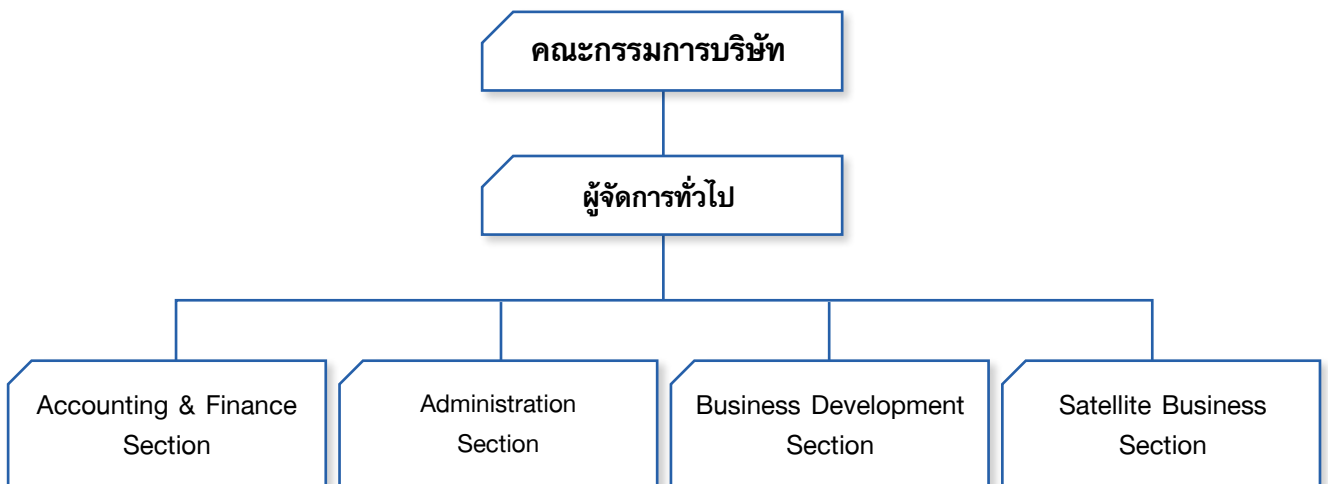 คณะกรรมการบริษัท
ผู้จัดการทั่วไป
Accounting & Finance
Section
Administration
Section
Business Development
Section
Satellite Business
Section